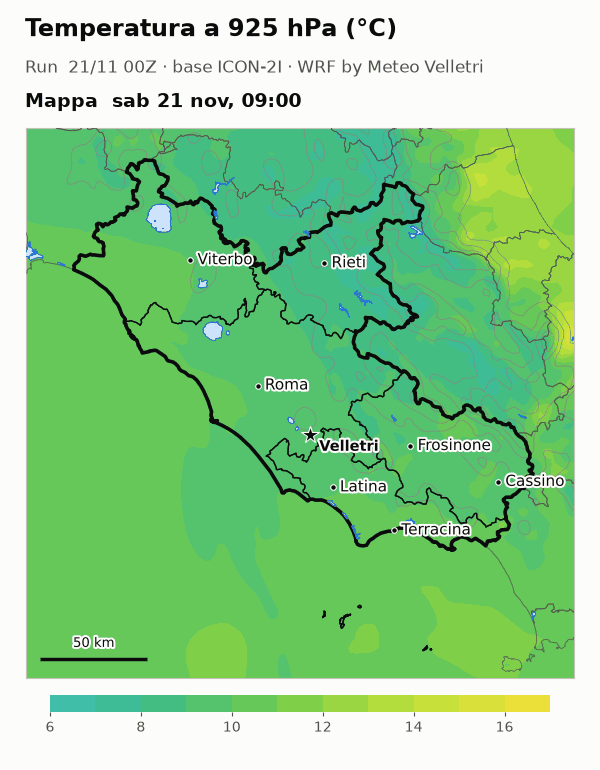 Temperatura a 925 hPa (°C)
Run  21/11 00Z · base ICON-2I · WRF by Meteo Velletri
Mappa  sab 21 nov, 09:00
Viterbo
Rieti
Roma
Velletri
Frosinone
Latina
Cassino
Terracina
50 km
6 8 10 12 14 16